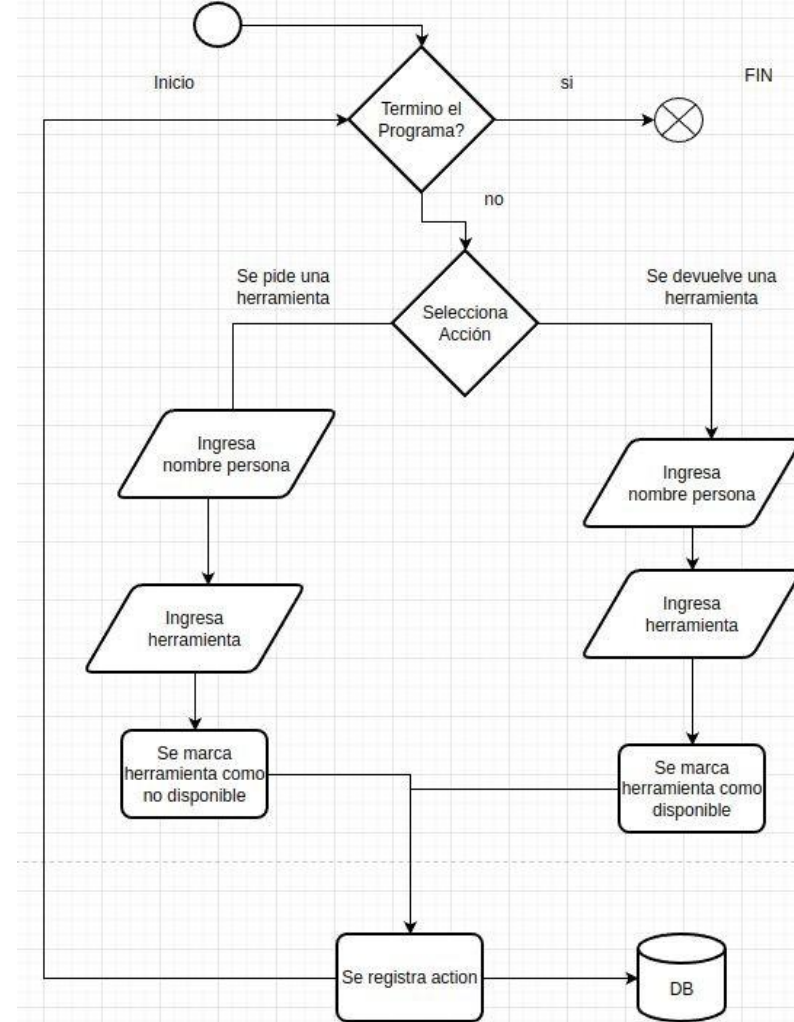 Inicio
Termino el
Programa?
si
FIN
no
Se pide una
herramienta
Selecciona
Acción
Se devuelve una
herramienta
Ingresa
nombre persona
Ingresa
nombre persona
Ingresa
herramienta
Ingresa
herramienta
Se marca
herramienta como
no disponible
Se marca
herramienta como
disponible
Se registra action
DB